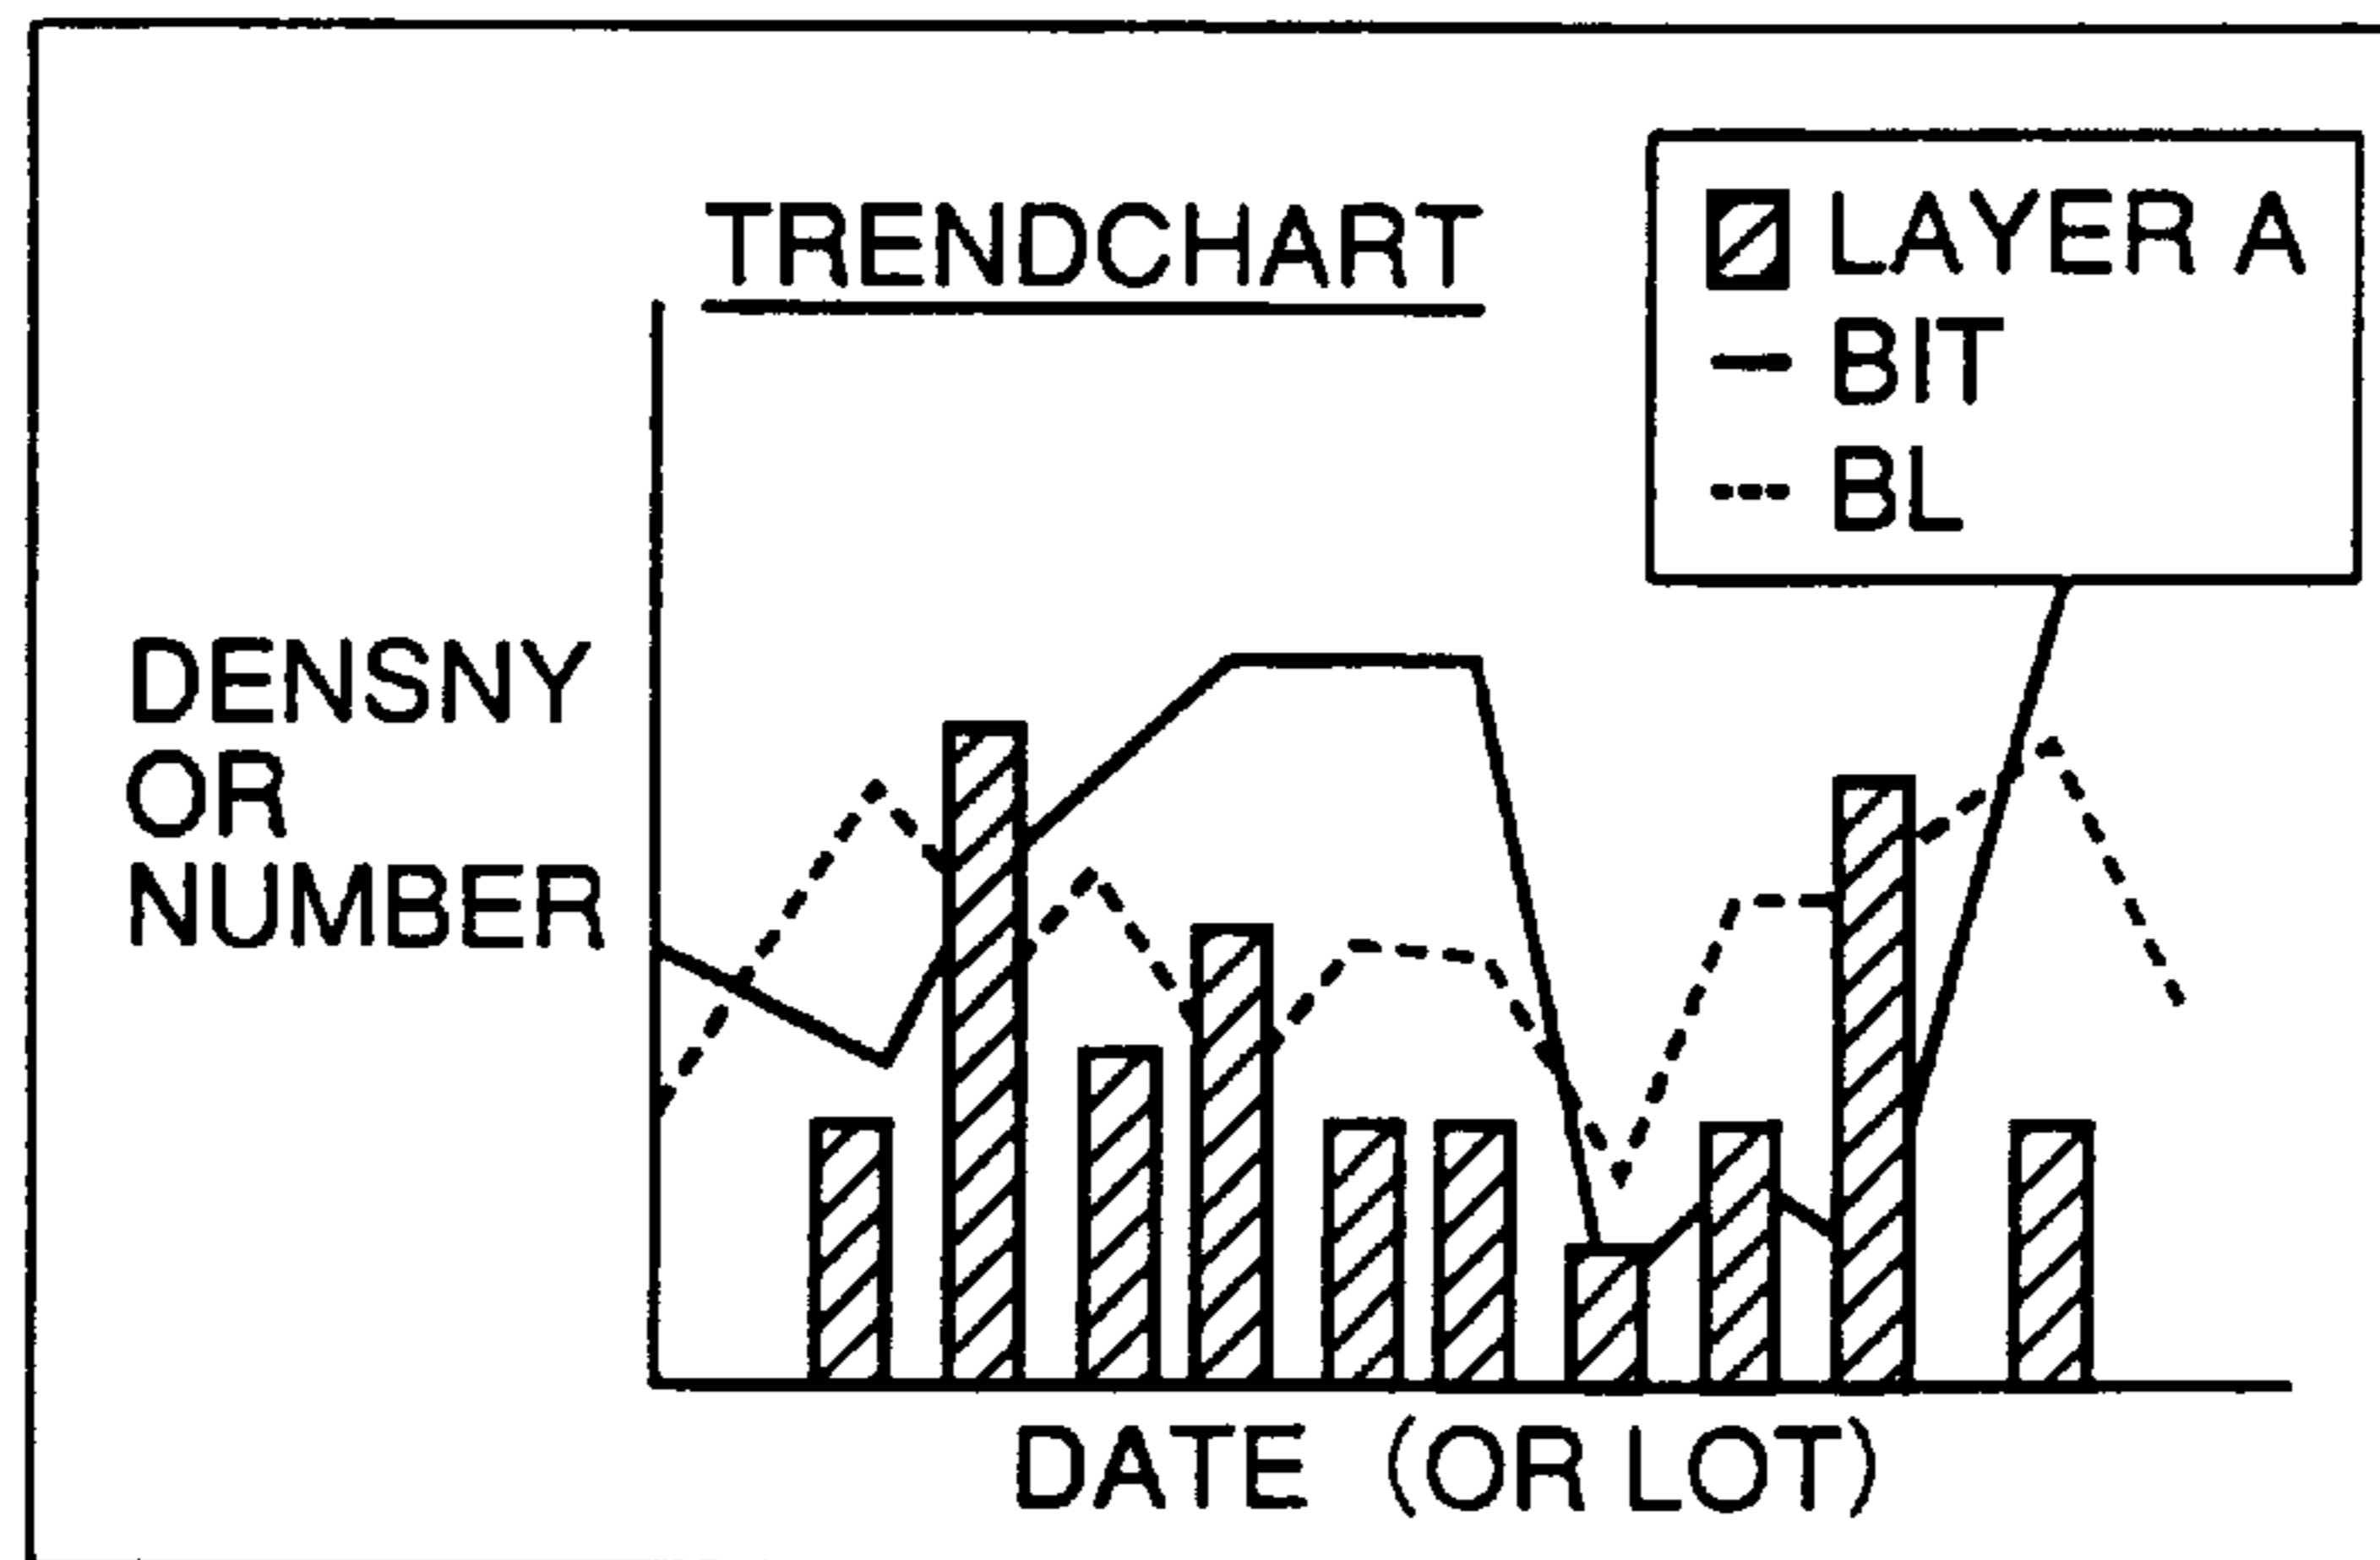 TRENDCHART
LAYER A
BIT
BL
DENSNY
OR
NUMBER
DATE (OR LOT)